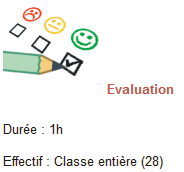 Evaluation
Durée : 1h
Effectif : Classe entière (28)